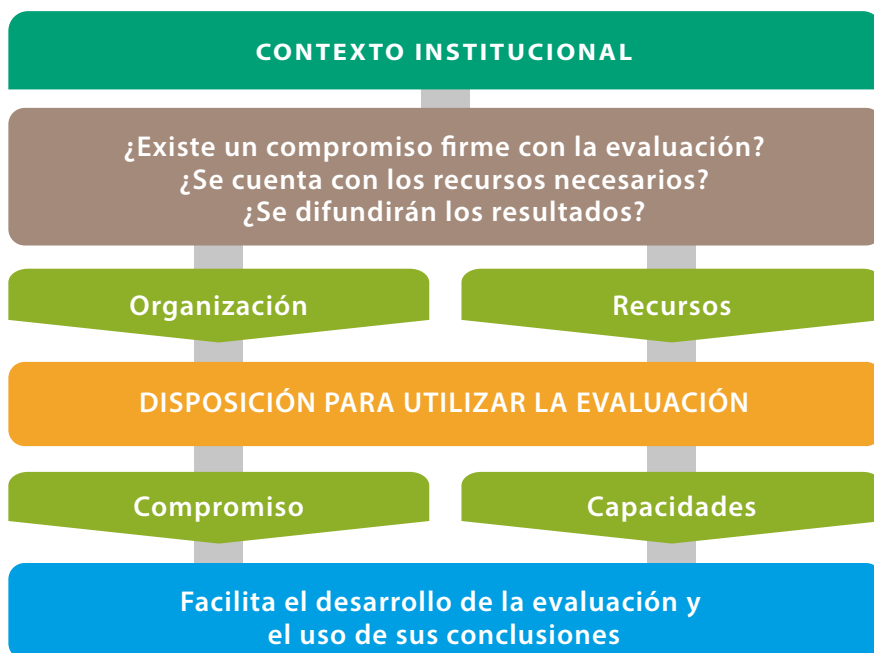 CONTEXTO INSTITUCIONAL
¿Existe un compromiso firme con la evaluación?
¿Se cuenta con los recursos necesarios?
¿Se difundirán los resultados?
Organización
Recursos
DISPOSICIÓN PARA UTILIZAR LA EVALUACIÓN
Compromiso
Capacidades
Facilita el desarrollo de la evaluación y
el uso de sus conclusiones